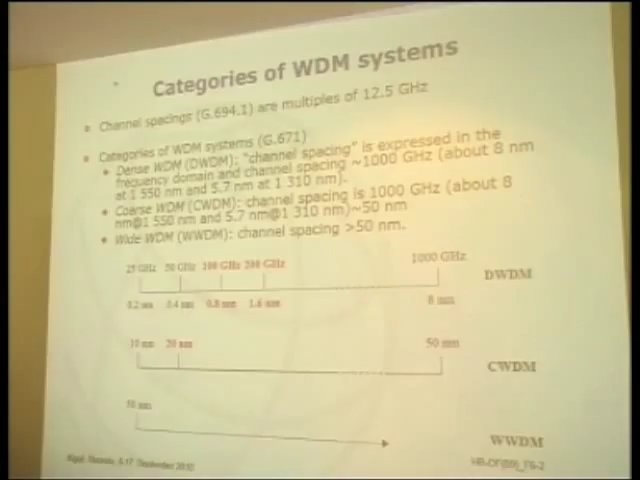 Categories of WDM systems
Channel spacings (G.694.1) are multiples of 12.5 GHz
Categories of WDM systems (G.671)
Dense WDM (DWDM): "channel spacing" is expressed in the
frequency domain and channel spacing ~1000 GHz (about 8 nm
at 1 550 nm and 5.7 nm at 1 310 nm).
Coarse WDM (CWDM): channel spacing is 1000 GHz (about 8
nm@1 550 nm and 5.7 nm@1 310 nm)~50 nm
Wide WDM (WWDM): channel spacing >50 nm.
25 GHz 50 GHz 100 GHz 200 GHz 1000 GHz
DWDM
0.2 nm 0.4 nm 0.8 nm 1.6 nm 8 nm
10 nm 20 nm 50 nm
CWDM
50 nm
WWDM
Kigali, Rwanda, 6-17 December 2010